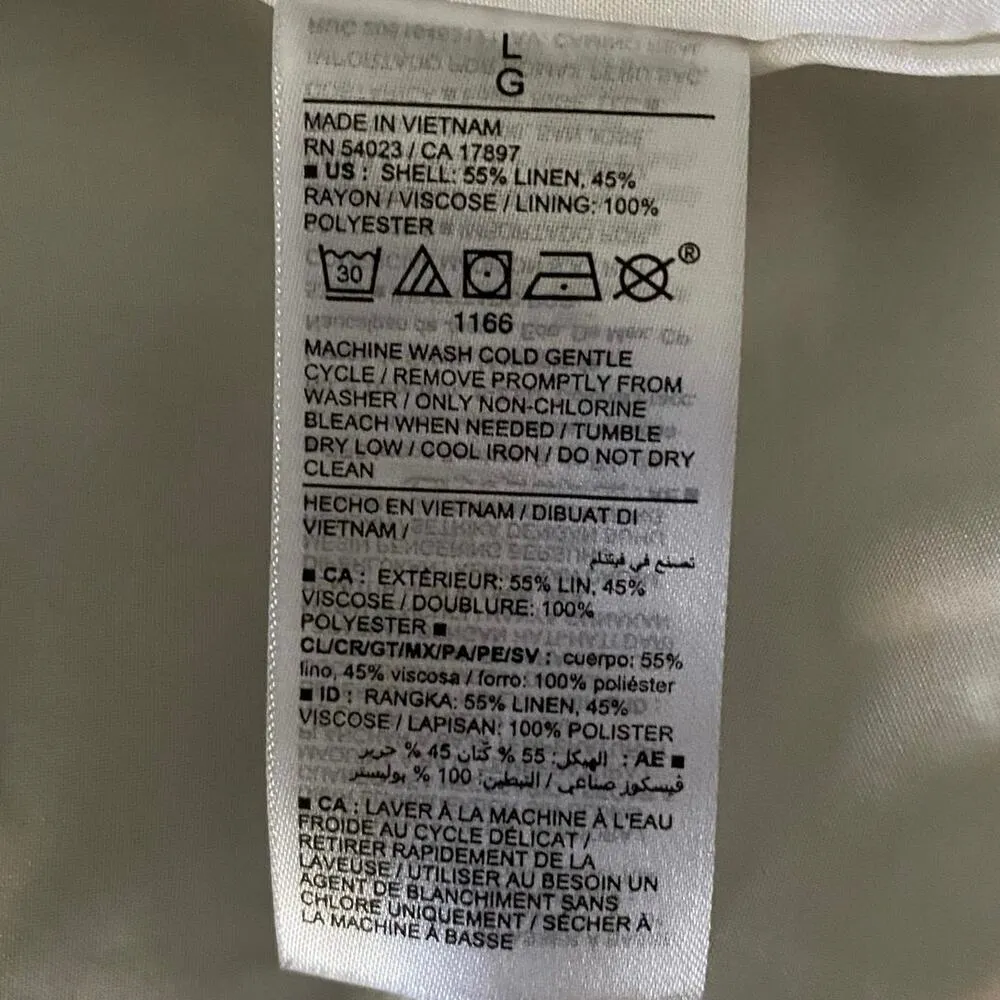 L
G
MADE IN VIETNAM
RN 54023 / CA 17897
■ US : SHELL: 55% LINEN, 45%
RAYON / VISCOSE / LINING: 100%
POLYESTER
30 ®
1166
MACHINE WASH COLD GENTLE
CYCLE / REMOVE PROMPTLY FROM
WASHER / ONLY NON-CHLORINE
BLEACH WHEN NEEDED / TUMBLE
DRY LOW / COOL IRON / DO NOT DRY
CLEAN
HECHO EN VIETNAM / DIBUAT DI
VIETNAM /
تصنع في فيتنام
■ CA : EXTÉRIEUR: 55% LIN, 45%
VISCOSE / DOUBLURE: 100%
POLYESTER ■
CL/CR/GT/MX/PA/PE/SV : cuerpo: 55%
lino, 45% viscosa / forro: 100% poliéster
■ ID : RANGKA: 55% LINEN, 45%
VISCOSE / LAPISAN: 100% POLISTER
■ AE : الهيكل: 55 % كتان 45 % حرير
فيسكوز صناعي / التبطين: 100 % بوليستر
■ CA : LAVER À LA MACHINE À L'EAU
FROIDE AU CYCLE DÉLICAT /
RETIRER RAPIDEMENT DE LA
LAVEUSE / UTILISER AU BESOIN UN
AGENT DE BLANCHIMENT SANS
CHLORE UNIQUEMENT / SÉCHER À
LA MACHINE À BASSE